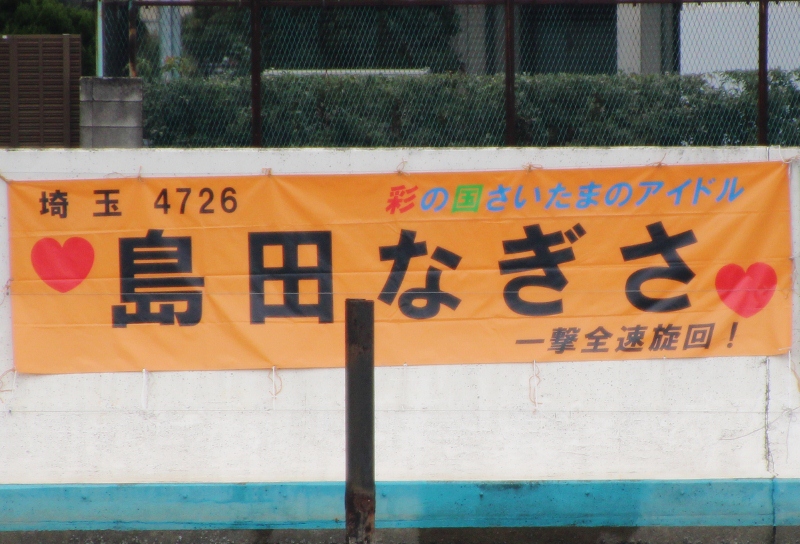 埼玉 4726
彩の国さいたまのアイドル
島田なぎさ
一撃全速旋回！